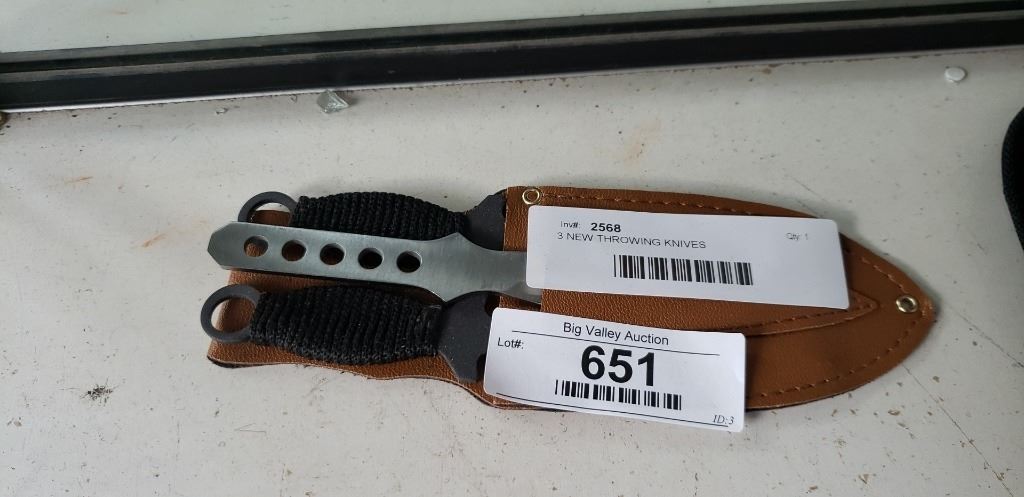 Inv#: 2568 Qty: 1
3 NEW THROWING KNIVES
Big Valley Auction
Lot#:
651
ID:3